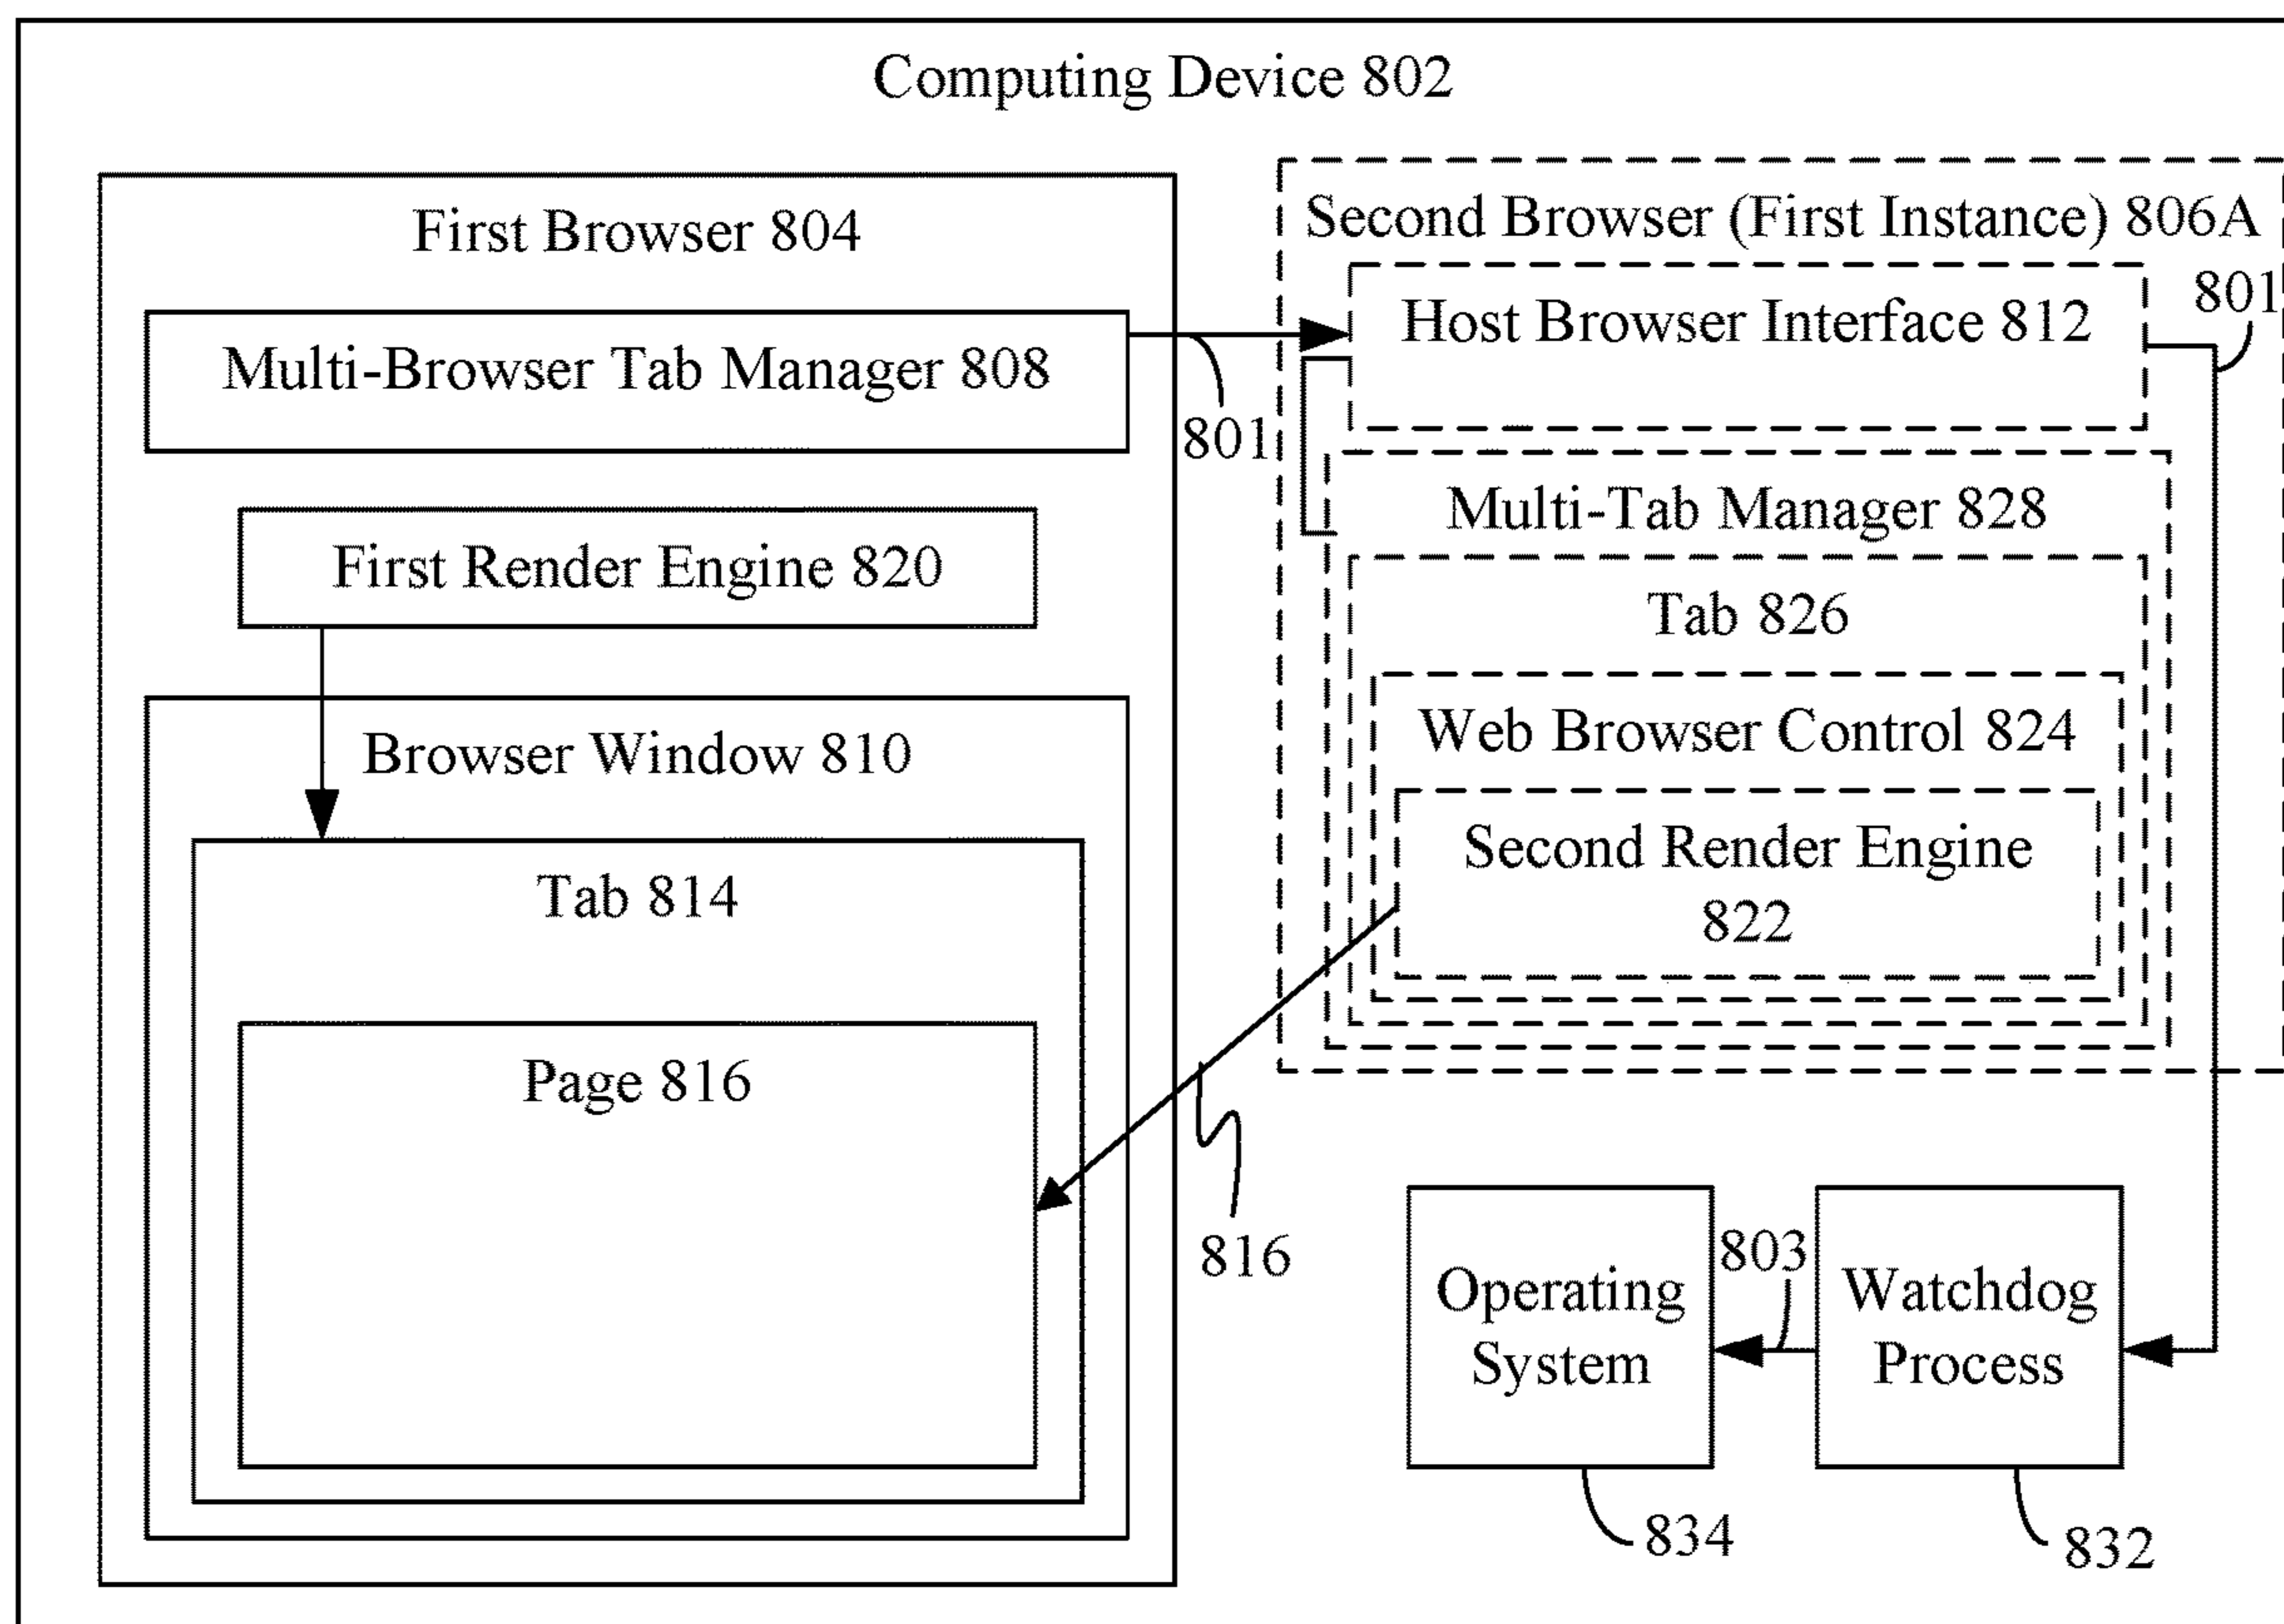 Computing Device 802
First Browser 804
Multi-Browser Tab Manager 808
801
First Render Engine 820
Browser Window 810
Tab 814
Page 816
Second Browser (First Instance) 806A
Host Browser Interface 812
801
Multi-Tab Manager 828
Tab 826
Web Browser Control 824
Second Render Engine
822
816
Operating
System
803
Watchdog
Process
834
832